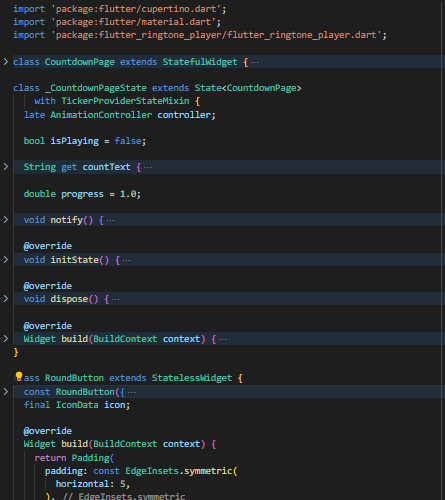 import 'package:flutter/cupertino.dart';
import 'package:flutter/material.dart';
import 'package:flutter_ringtone_player/flutter_ringtone_player.dart';
class CountdownPage extends StatefulWidget { ...
class _CountdownPageState extends State<CountdownPage>
with TickerProviderStateMixin {
late AnimationController controller;
bool isPlaying = false;
String get countText { ...
double progress = 1.0;
void notify() { ...
@override
void initState() { ...
@override
void dispose() { ...
@override
Widget build(BuildContext context) { ...
}
ass RoundButton extends StatelessWidget {
const RoundButton({ ...
final IconData icon;
@override
Widget build(BuildContext context) {
return Padding(
padding: const EdgeInsets.symmetric(
horizontal: 5,
), // EdgeInsets.symmetric